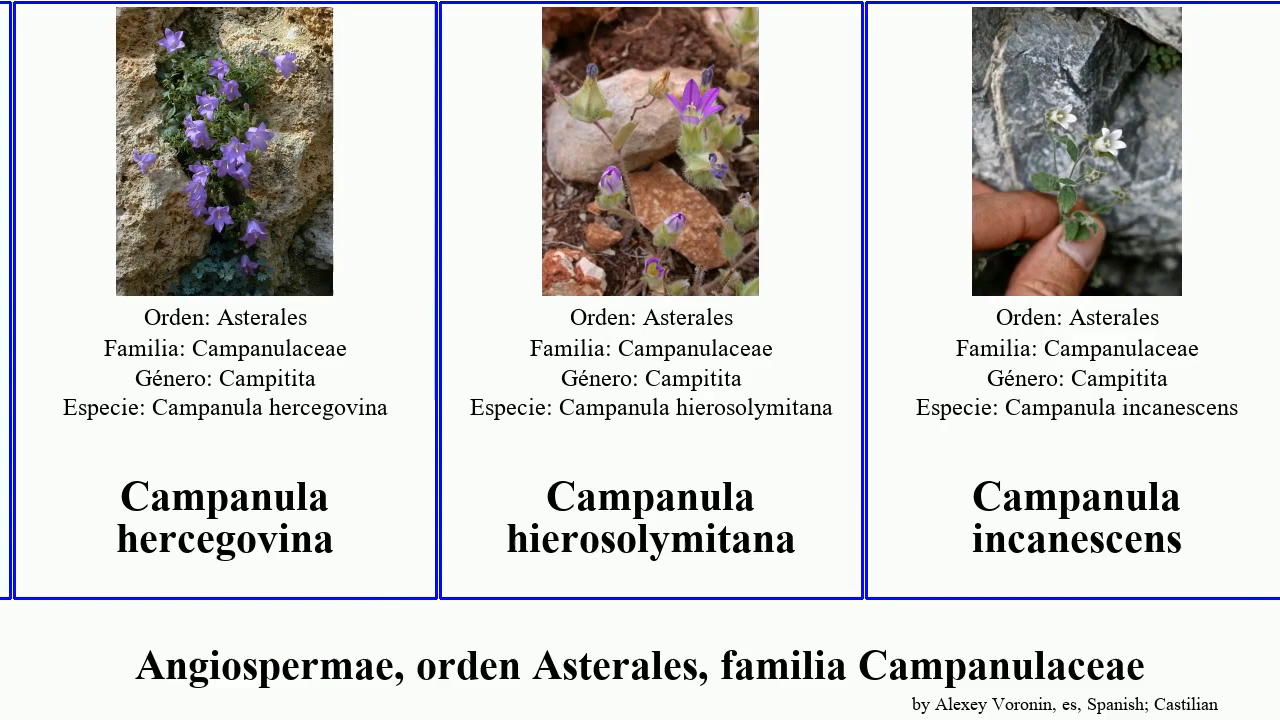 Orden: Asterales
Familia: Campanulaceae
Género: Campitita
Especie: Campanula hercegovina
Campanula
hercegovina
Orden: Asterales
Familia: Campanulaceae
Género: Campitita
Especie: Campanula hierosolymitana
Campanula
hierosolymitana
Orden: Asterales
Familia: Campanulaceae
Género: Campitita
Especie: Campanula incanescens
Campanula
incanescens
Angiospermae, orden Asterales, familia Campanulaceae
by Alexey Voronin, es, Spanish; Castilian